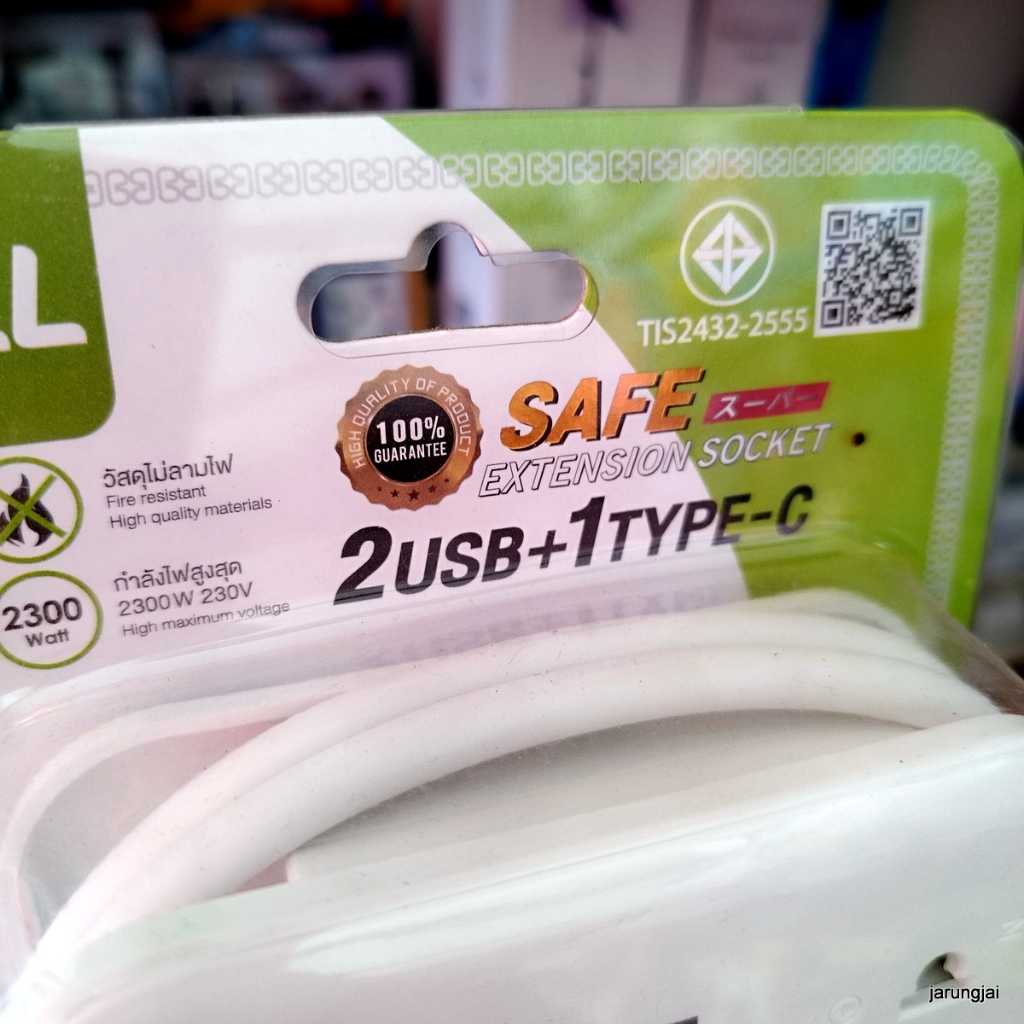 LL
TIS2432-2555
HIGH QUALITY OF PRODUCT
100%
GUARANTEE
SAFE スーパー
EXTENSION SOCKET
2USB+1TYPE-C
วัสดุไม่ลามไฟ
Fire resistant
High quality materials
2300
Watt
กำลังไฟสูงสุด
2300W 230V
High maximum voltage
jarungjai